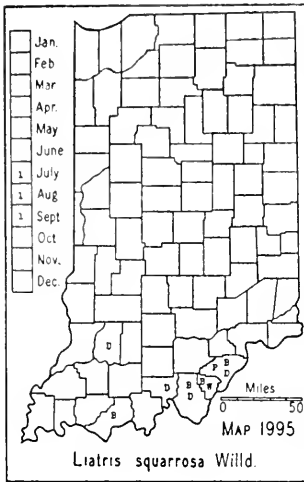 Jan.
Feb
Mar
Apr.
May
June
1 July
1 Aug
1 Sept
Oct
Nov.
Dec.
D
B
P D
D B B W
D
B
Miles
0 50
MAP 1995
Liatris squarrosa Willd.